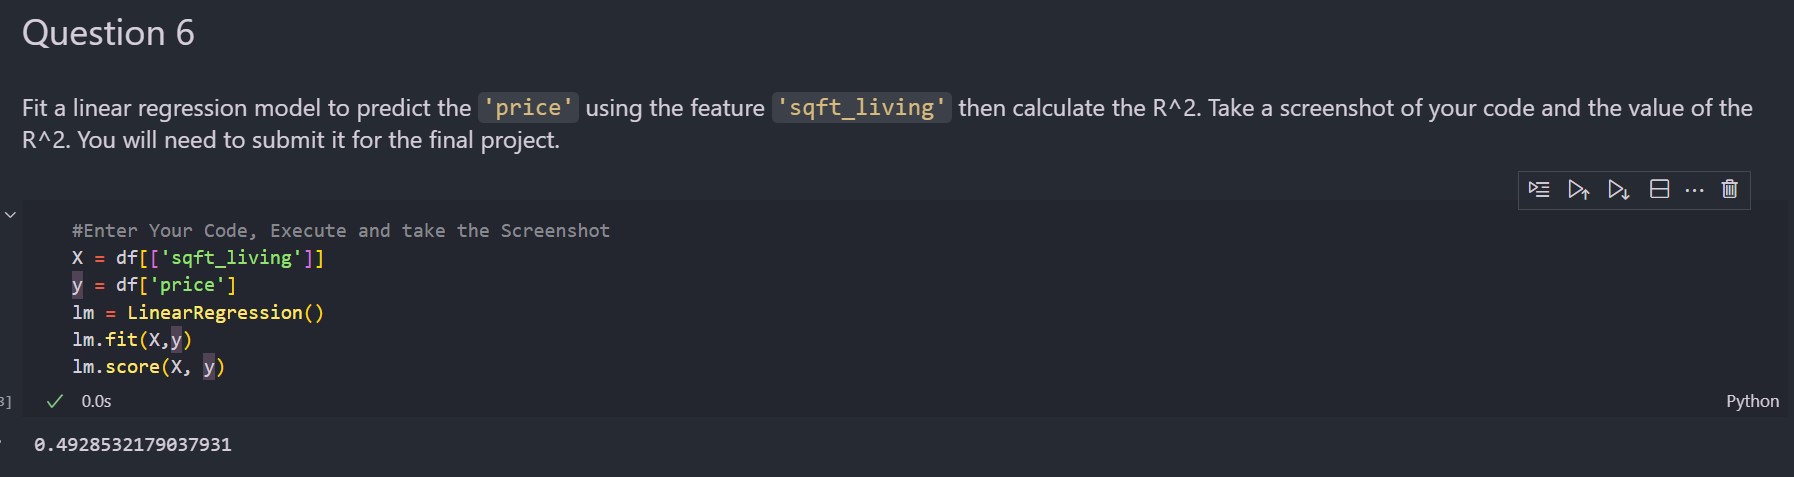 Question 6
Fit a linear regression model to predict the 'price' using the feature 'sqft_living' then calculate the R^2. Take a screenshot of your code and the value of the
R^2. You will need to submit it for the final project.
#Enter Your Code, Execute and take the Screenshot
X = df[['sqft_living']]
y = df['price']
lm = LinearRegression()
lm.fit(X,y)
lm.score(X, y)
3]
0.0s
Python
0.4928532179037931